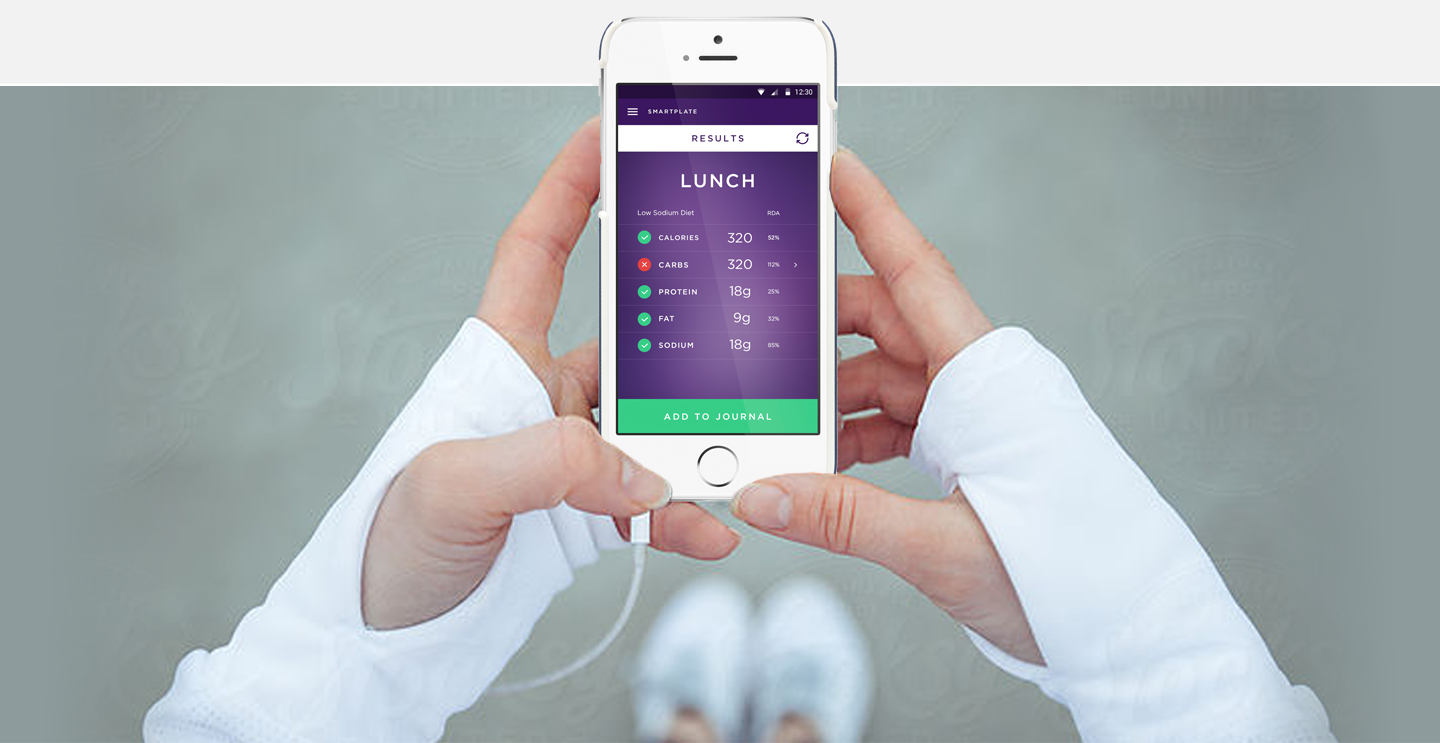 12:30
SMARTPLATE
RESULTS
LUNCH
Low Sodium Diet RDA
CALORIES 320 52%
CARBS 320 112%
PROTEIN 18g 25%
FAT 9g 32%
SODIUM 18g 85%
ADD TO JOURNAL